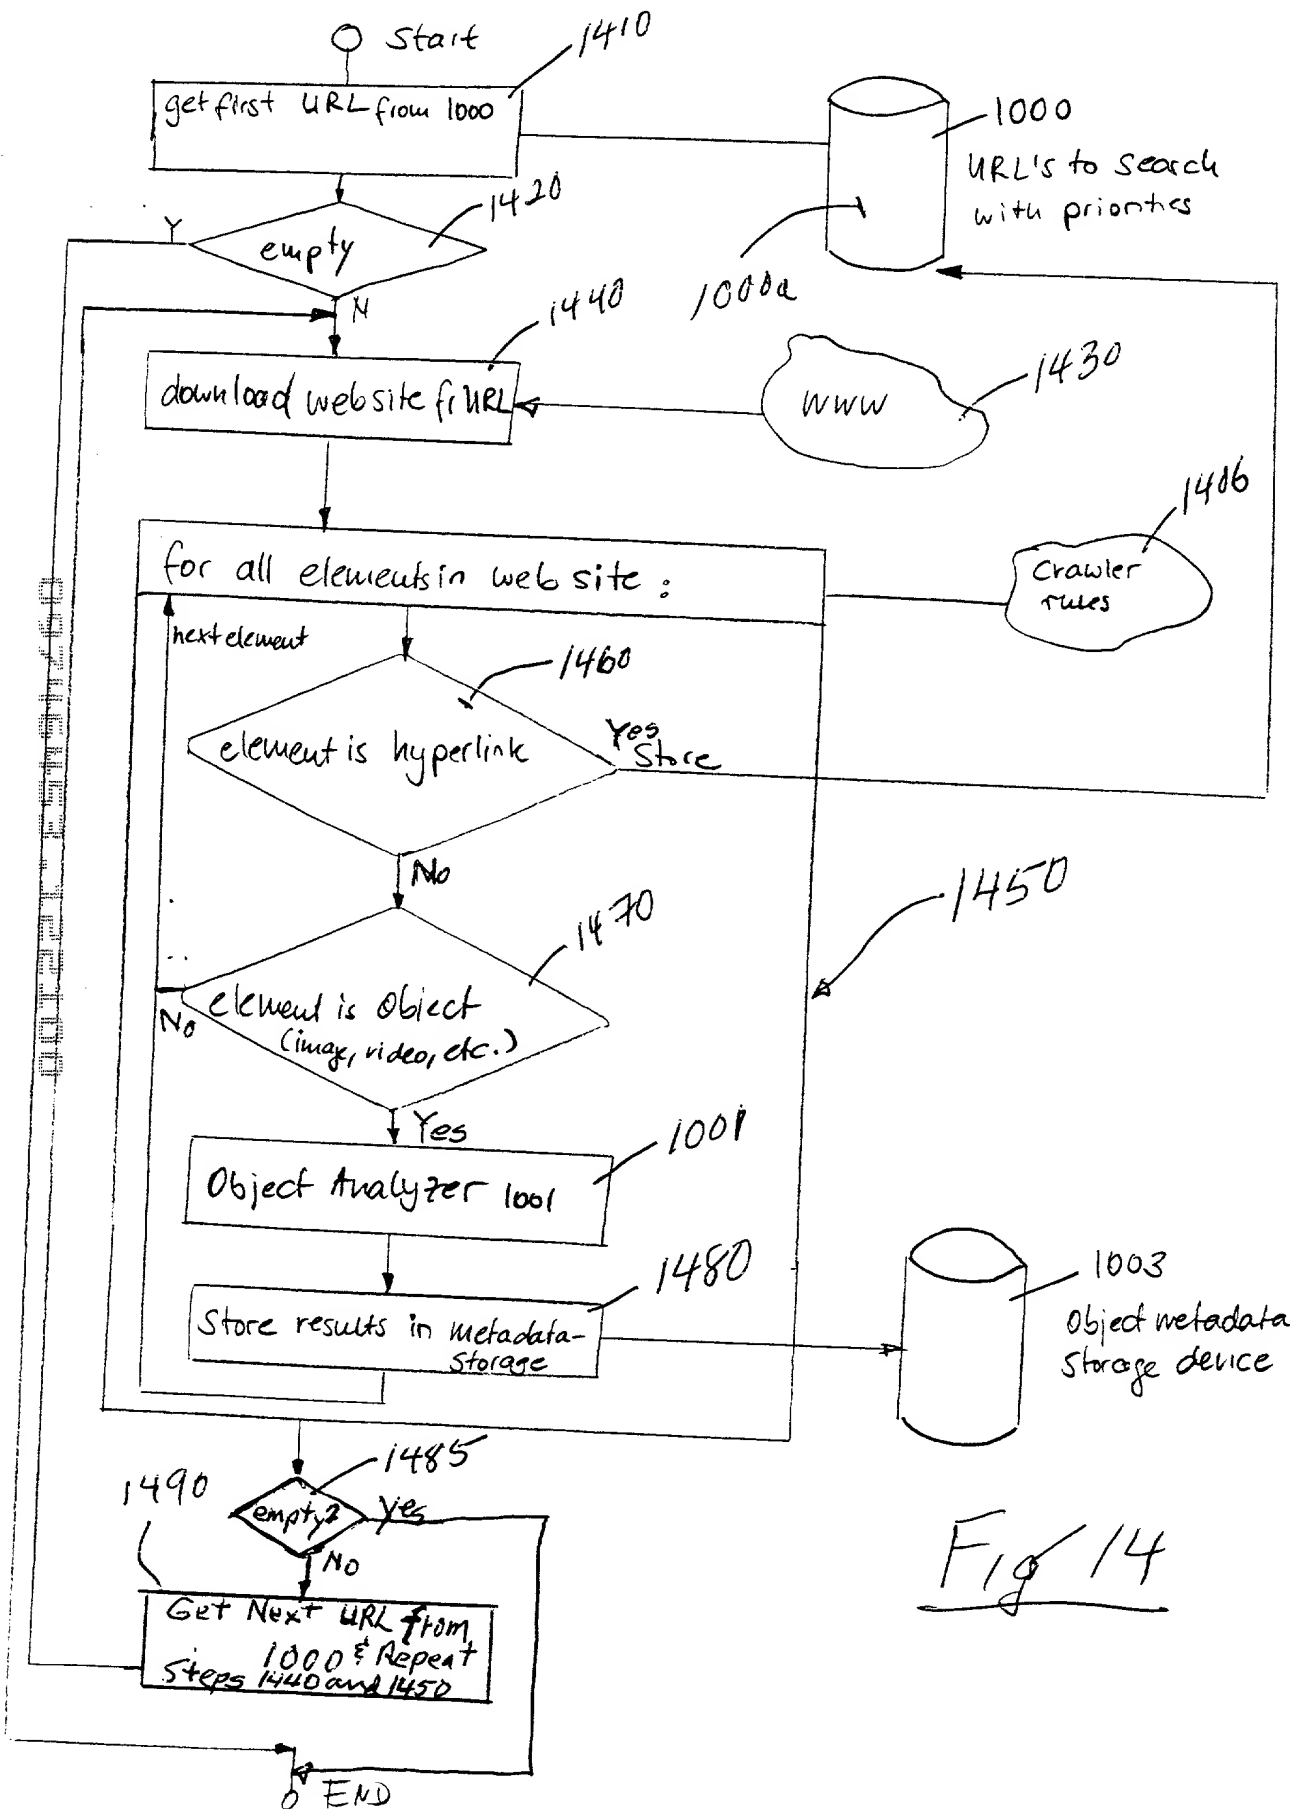 Start
1410
get first URL from 1000
1000
URL's to search
with priorities
1420
Y
empty
1000a
N
1440
download web site fr URL
1430
WWW
1406
Crawler
rules
for all elements in web site :
next element
1460
element is hyperlink
Yes
Store
No
1450
1470
element is Object
(image, video, etc.)
No
Yes
1001
Object Analyzer 1001
1480
Store results in metadata-
storage
1003
Object metadata
storage device
1485
1490
empty?
yes
No
Get Next URL from
1000 & Repeat
Steps 1440 and 1450
Fig 14
END